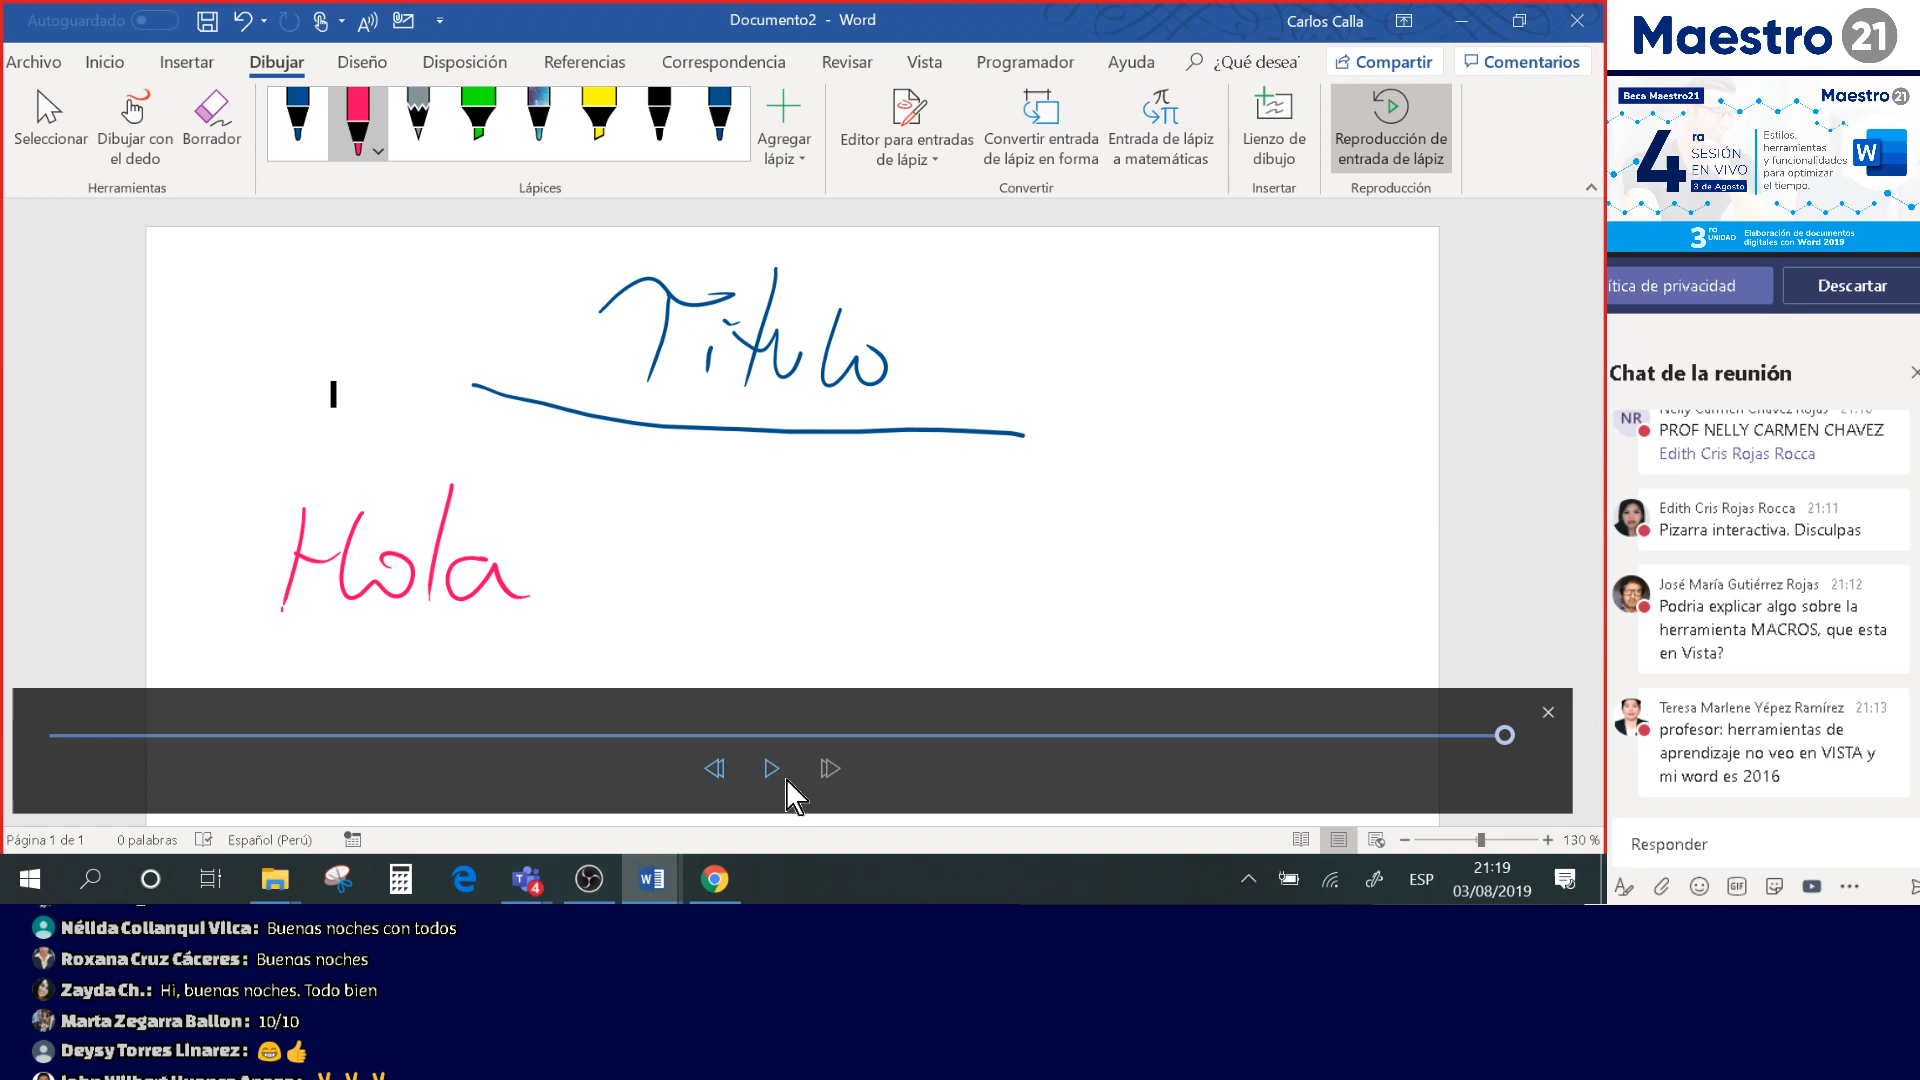 Autoguardado
Documento2 - Word
Carlos Calla
Archivo Inicio Insertar Dibujar Diseño Disposición Referencias Correspondencia Revisar Vista Programador Ayuda ¿Qué desea Compartir Comentarios
Seleccionar
Dibujar con
el dedo
Borrador
Herramientas
Agregar
lápiz
Lápices
Editor para entradas
de lápiz
Convertir entrada
de lápiz en forma
Entrada de lápiz
a matemáticas
Convertir
Lienzo de
dibujo
Insertar
Reproducción de
entrada de lápiz
Reproducción
Título
Hola
Página 1 de 1 0 palabras Español (Perú) 130 %
4
ESP
21:19
03/08/2019
Maestro 21
Beca Maestro21
Maestro 21
4 ra
SESIÓN
EN VIVO
3 de Agosto
Estilos,
herramientas
y funcionalidades
para optimizar
el tiempo.
W
3 ra UNIDAD
Elaboración de documentos
digitales con Word 2019
ítica de privacidad Descartar
Chat de la reunión
NR
Nelly Carmen Chavez Rojas 21:10
PROF NELLY CARMEN CHAVEZ
Edith Cris Rojas Rocca
Edith Cris Rojas Rocca 21:11
Pizarra interactiva. Disculpas
José María Gutiérrez Rojas 21:12
Podria explicar algo sobre la
herramienta MACROS, que esta
en Vista?
Teresa Marlene Yépez Ramírez 21:13
profesor: herramientas de
aprendizaje no veo en VISTA y
mi word es 2016
Responder
GIF
Nélida Collanqui Vilca: Buenas noches con todos
Roxana Cruz Cáceres: Buenas noches
Zayda Ch.: Hi, buenas noches. Todo bien
Marta Zegarra Ballon: 10/10
Deysy Torres Linarez: 😁👍